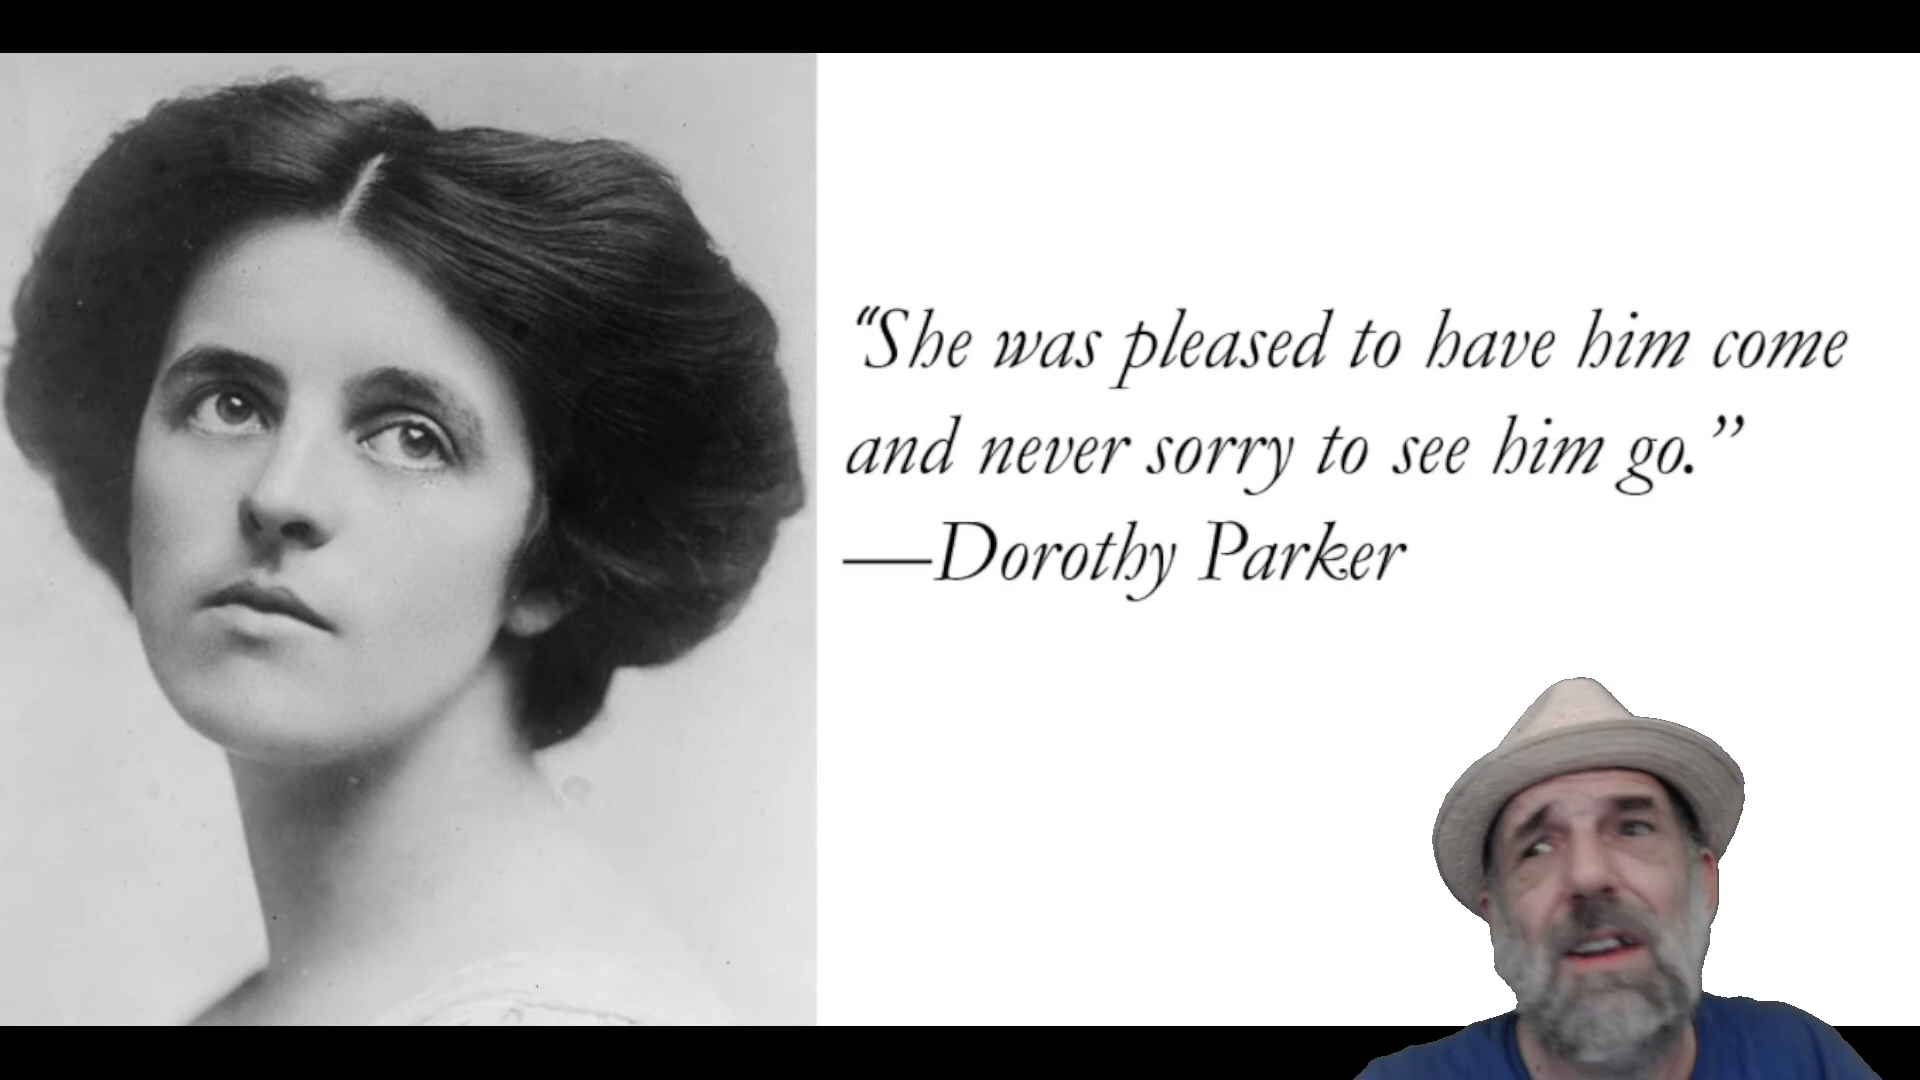 “She was pleased to have him come
and never sorry to see him go.”
—Dorothy Parker